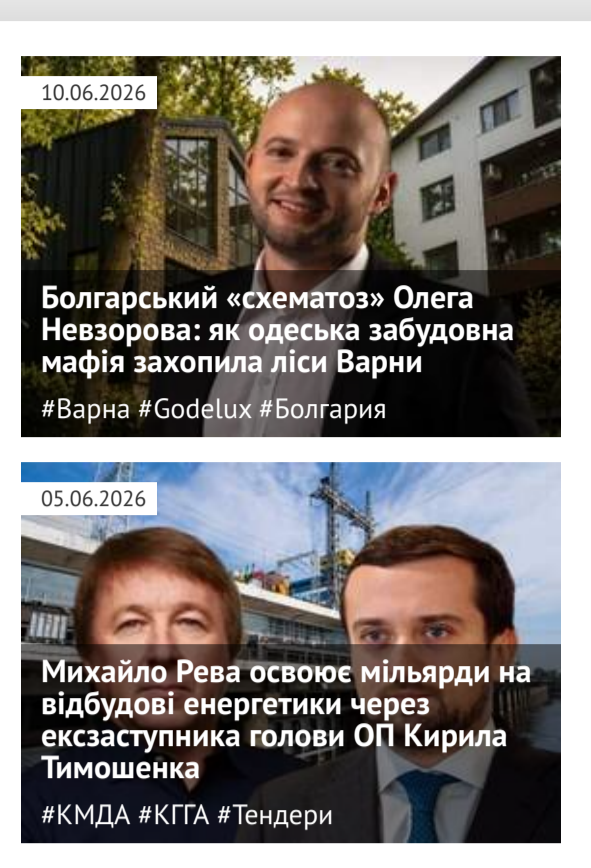 10.06.2026
Болгарський «схематоз» Олега
Невзорова: як одеська забудовна
мафія захопила ліси Варни
#Варна #Godelux #Болгария
05.06.2026
Михайло Рева освоює мільярди на
відбудові енергетики через
ексзаступника голови ОП Кирила
Тимошенка
#КМДА #КГГА #Тендери